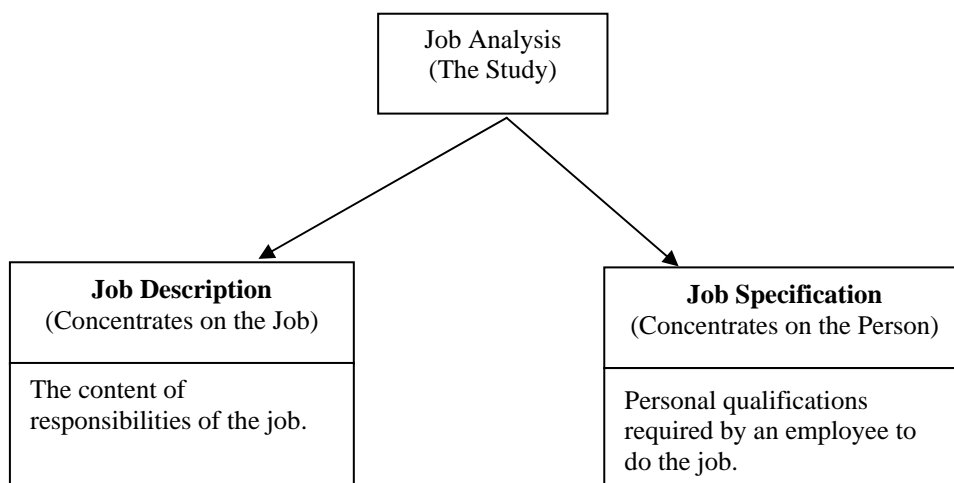 Job Analysis
(The Study)
Job Description
(Concentrates on the Job)
The content of
responsibilities of the job.
Job Specification
(Concentrates on the Person)
Personal qualifications
required by an employee to
do the job.